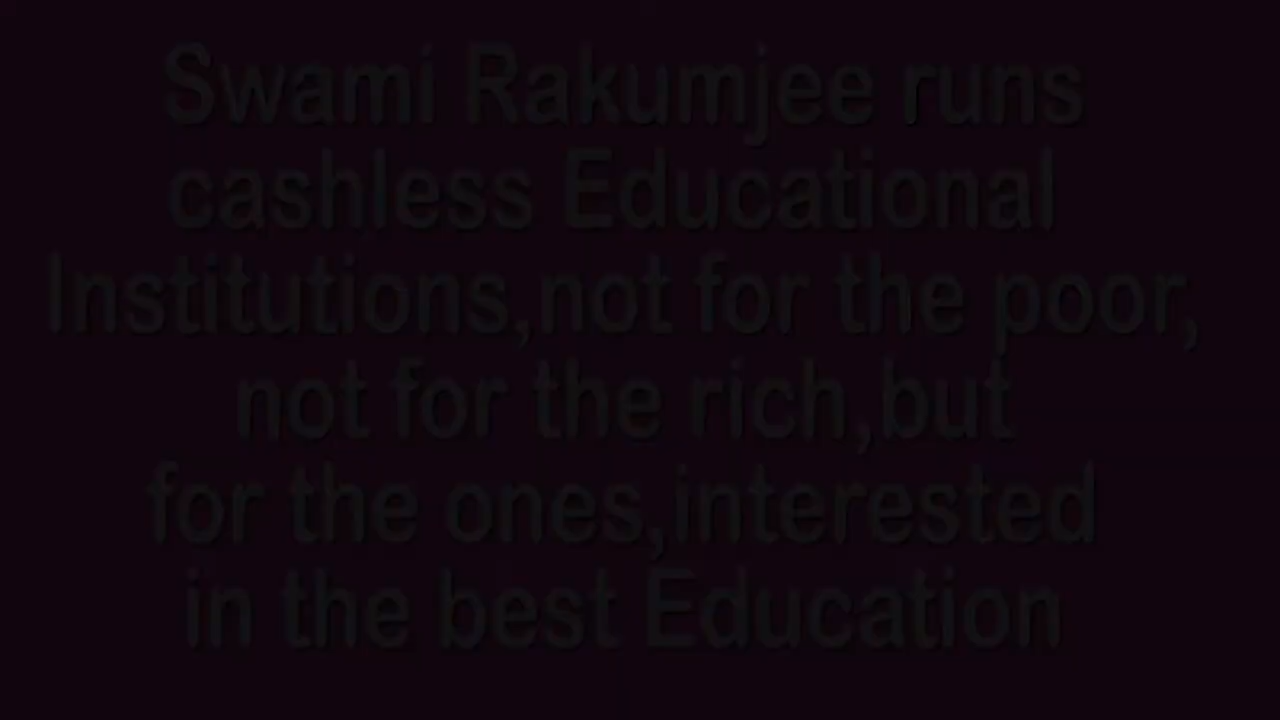 Swami Rakumjee runs
cashless Educational
Institutions,not for the poor,
not for the rich,but
for the ones,interested
in the best Education